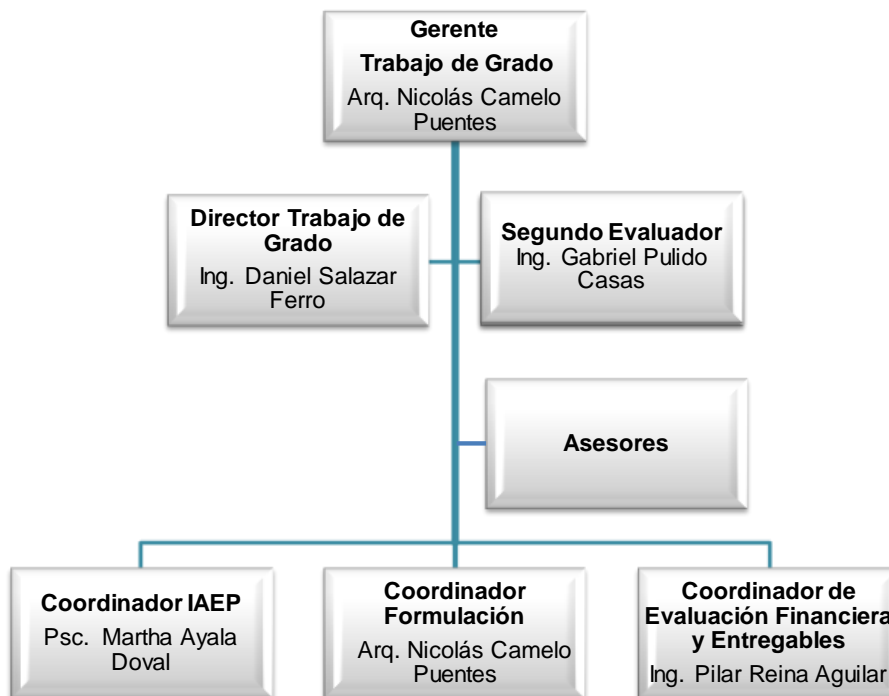 Gerente
Trabajo de Grado
Arq. Nicolás Camelo
Puentes
Director Trabajo de
Grado
Ing. Daniel Salazar
Ferro
Segundo Evaluador
Ing. Gabriel Pulido
Casas
Asesores
Coordinador IAEP
Psc. Martha Ayala
Doval
Coordinador
Formulación
Arq. Nicolás Camelo
Puentes
Coordinador de
Evaluación Financiera
y Entregables
Ing. Pilar Reina Aguilar